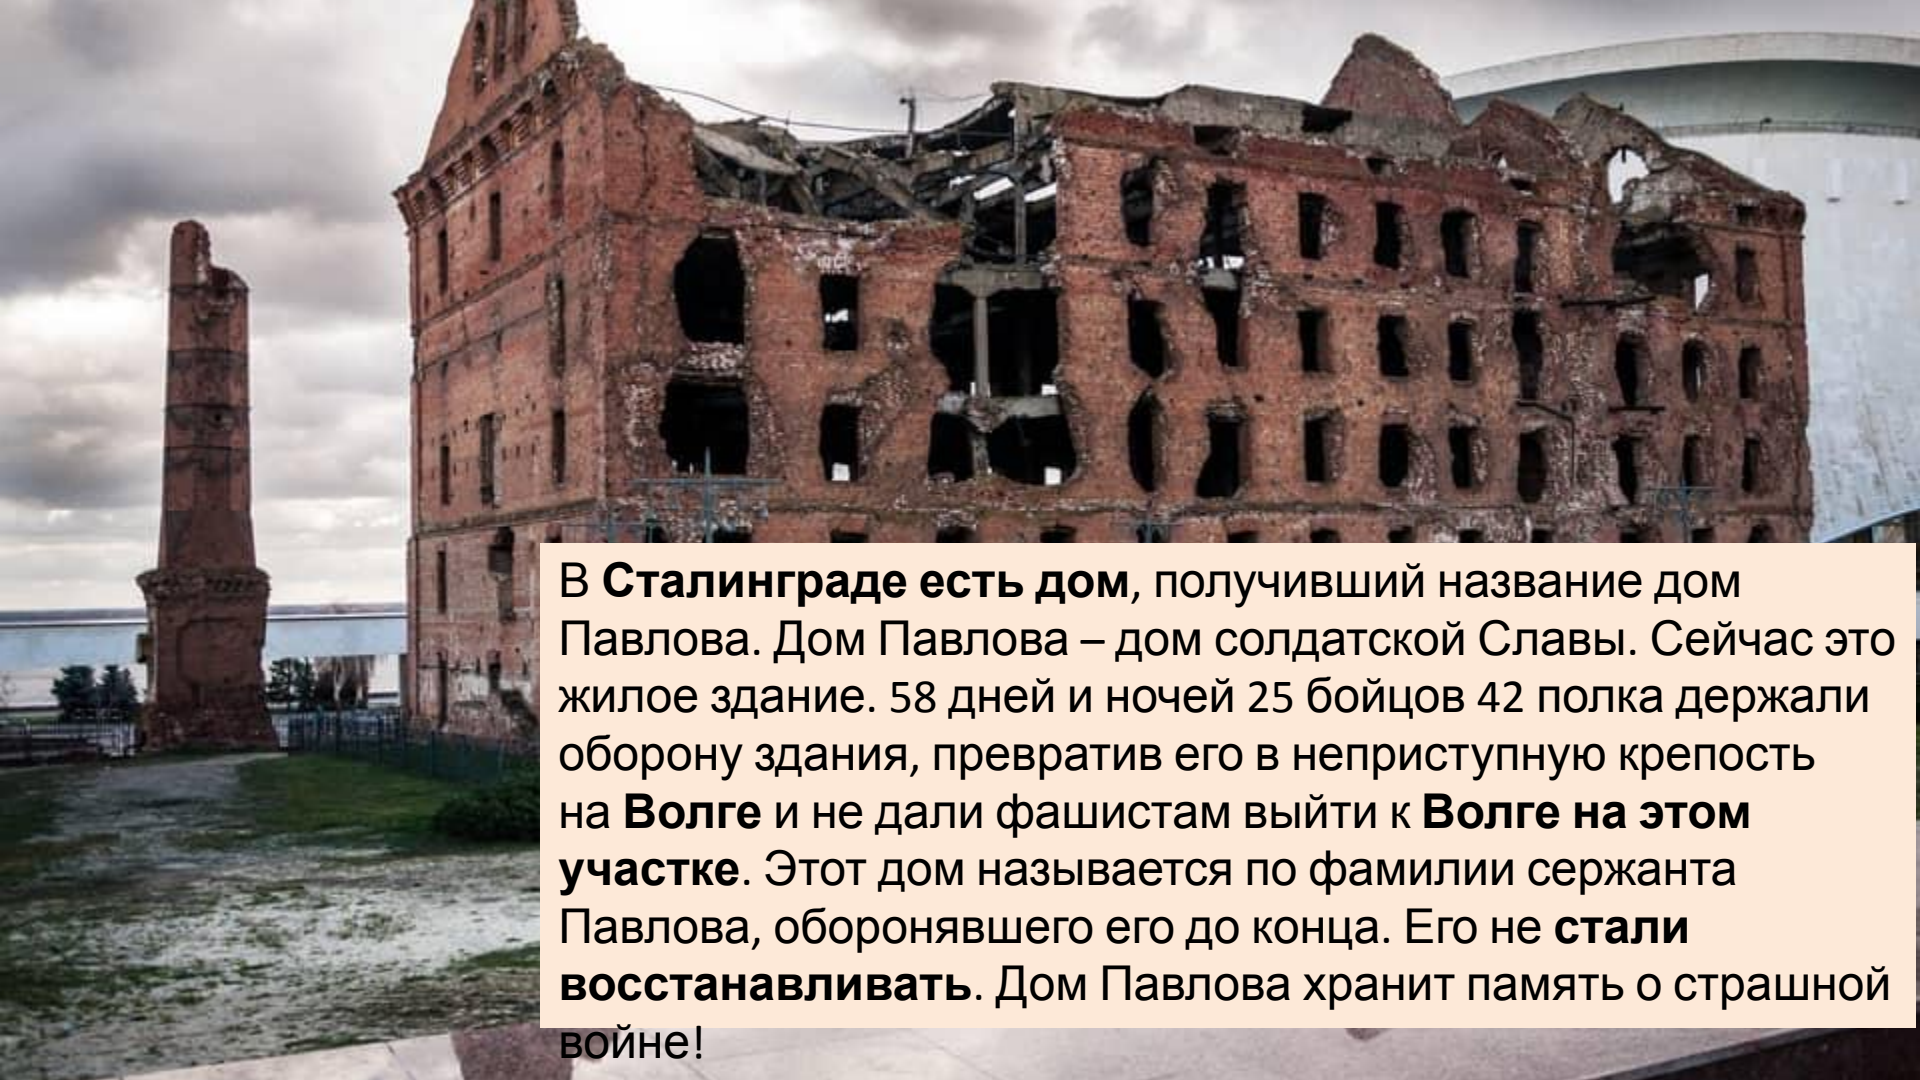 В Сталинграде есть дом, получивший название дом
Павлова. Дом Павлова – дом солдатской Славы. Сейчас это
жилое здание. 58 дней и ночей 25 бойцов 42 полка держали
оборону здания, превратив его в неприступную крепость
на Волге и не дали фашистам выйти к Волге на этом
участке. Этот дом называется по фамилии сержанта
Павлова, оборонявшего его до конца. Его не стали
восстанавливать. Дом Павлова хранит память о страшной
войне!